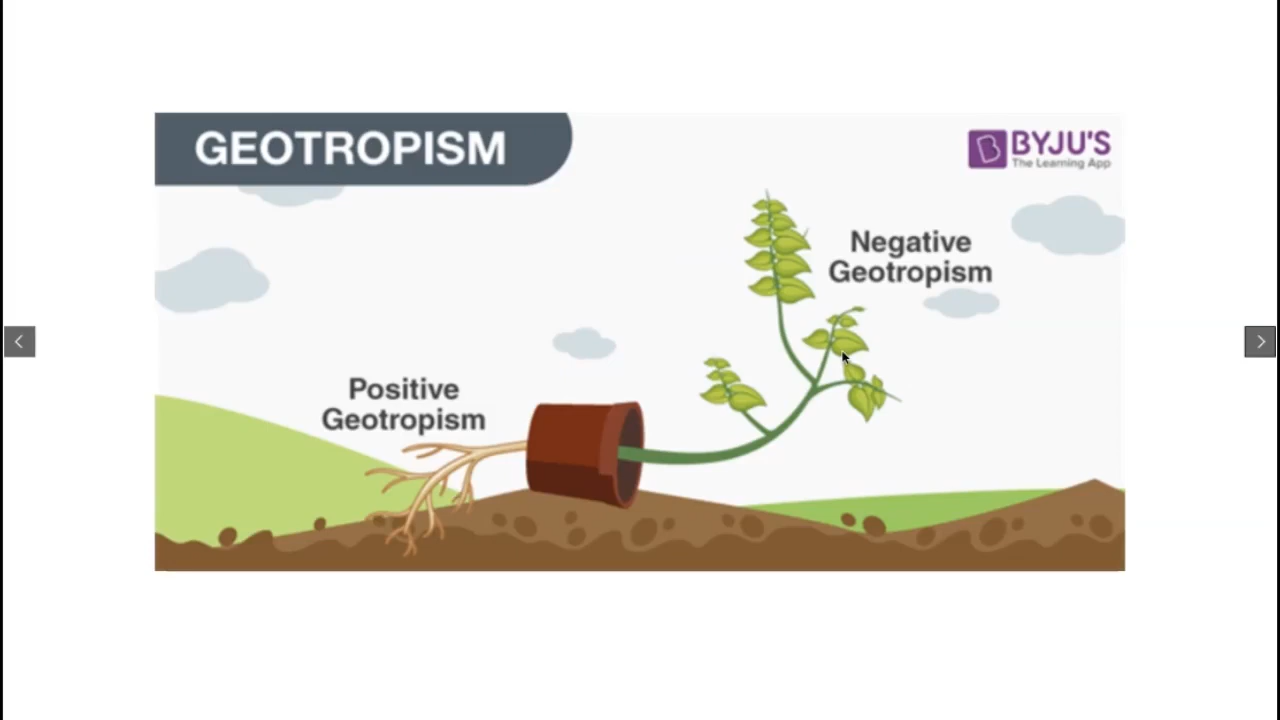 GEOTROPISM
BYJU'S
The Learning App
Negative
Geotropism
Positive
Geotropism